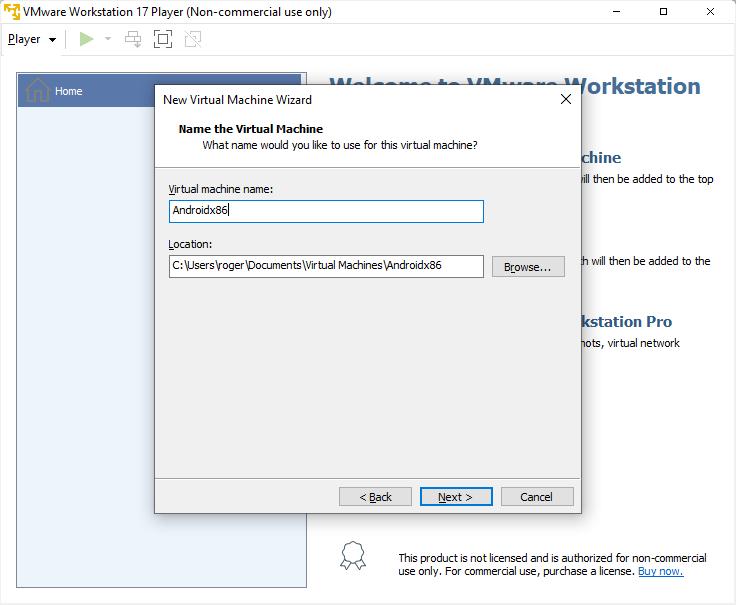 VMware Workstation 17 Player (Non-commercial use only)
Player
Home
Welcome to VMware Workstation
New Virtual Machine Wizard
Name the Virtual Machine
What name would you like to use for this virtual machine?
chine
ll then be added to the top
Virtual machine name:
Androidx86
Location:
C:\Users\roger\Documents\Virtual Machines\Androidx86
Browse...
ch will then be added to the
kstation Pro
hots, virtual network
< Back
Next >
Cancel
This product is not licensed and is authorized for non-commercial
use only. For commercial use, purchase a license. Buy now.